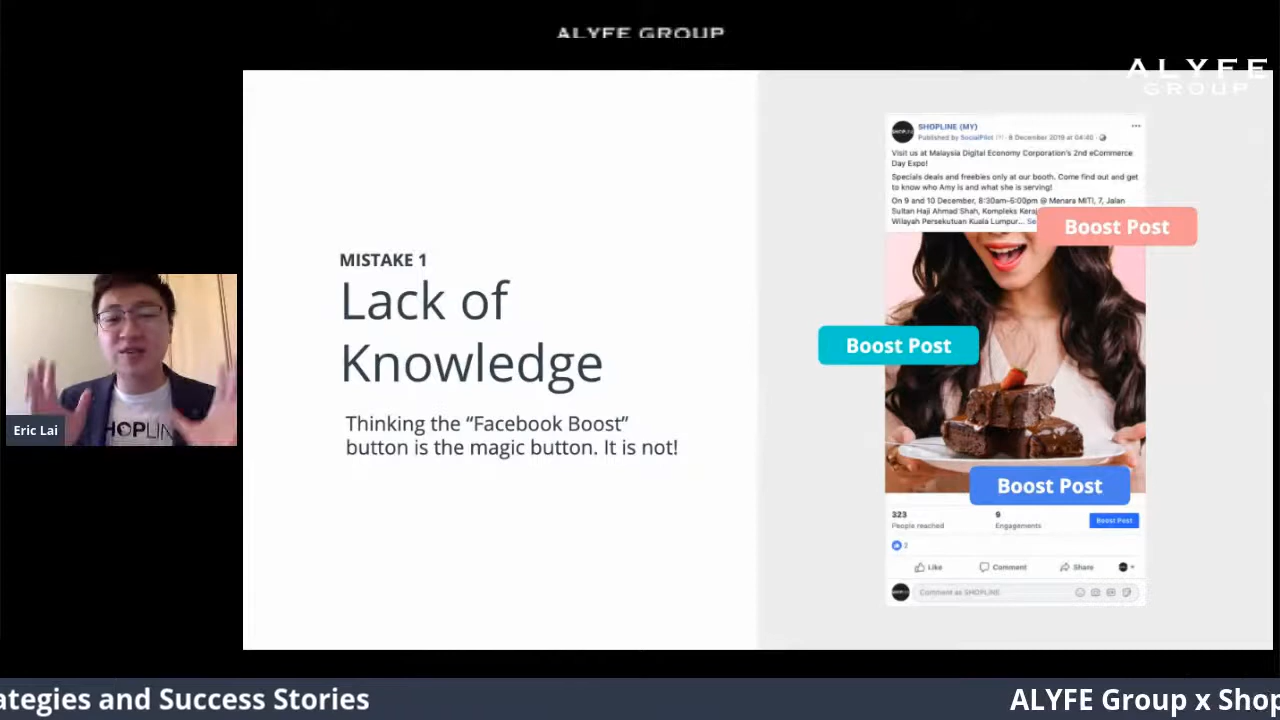 ALYFE GROUP
ALYFE
GROUP
MISTAKE 1
Lack of
Knowledge
Thinking the “Facebook Boost”
button is the magic button. It is not!
SHOPLINE (MY)
Published by SocialPilot · 8 December 2019 at 04:40 ·
Visit us at Malaysia Digital Economy Corporation's 2nd eCommerce
Day Expo!
Specials deals and freebies only at our booth. Come find out and get
to know who Amy is and what she is serving!
On 9 and 10 December, 8:30am-6:00pm @ Menara MITI, 7, Jalan
Sultan Haji Ahmad Shah, Kompleks
Wilayah Persekutuan Kuala Lumpur...
Boost Post
Boost Post
Boost Post
323
People reached
9
Engagements
Boost Post
2
Like
Comment
Share
Comment as SHOPLINE
Eric Lai
HOPLIN
ategies and Success Stories
ALYFE Group x Shop